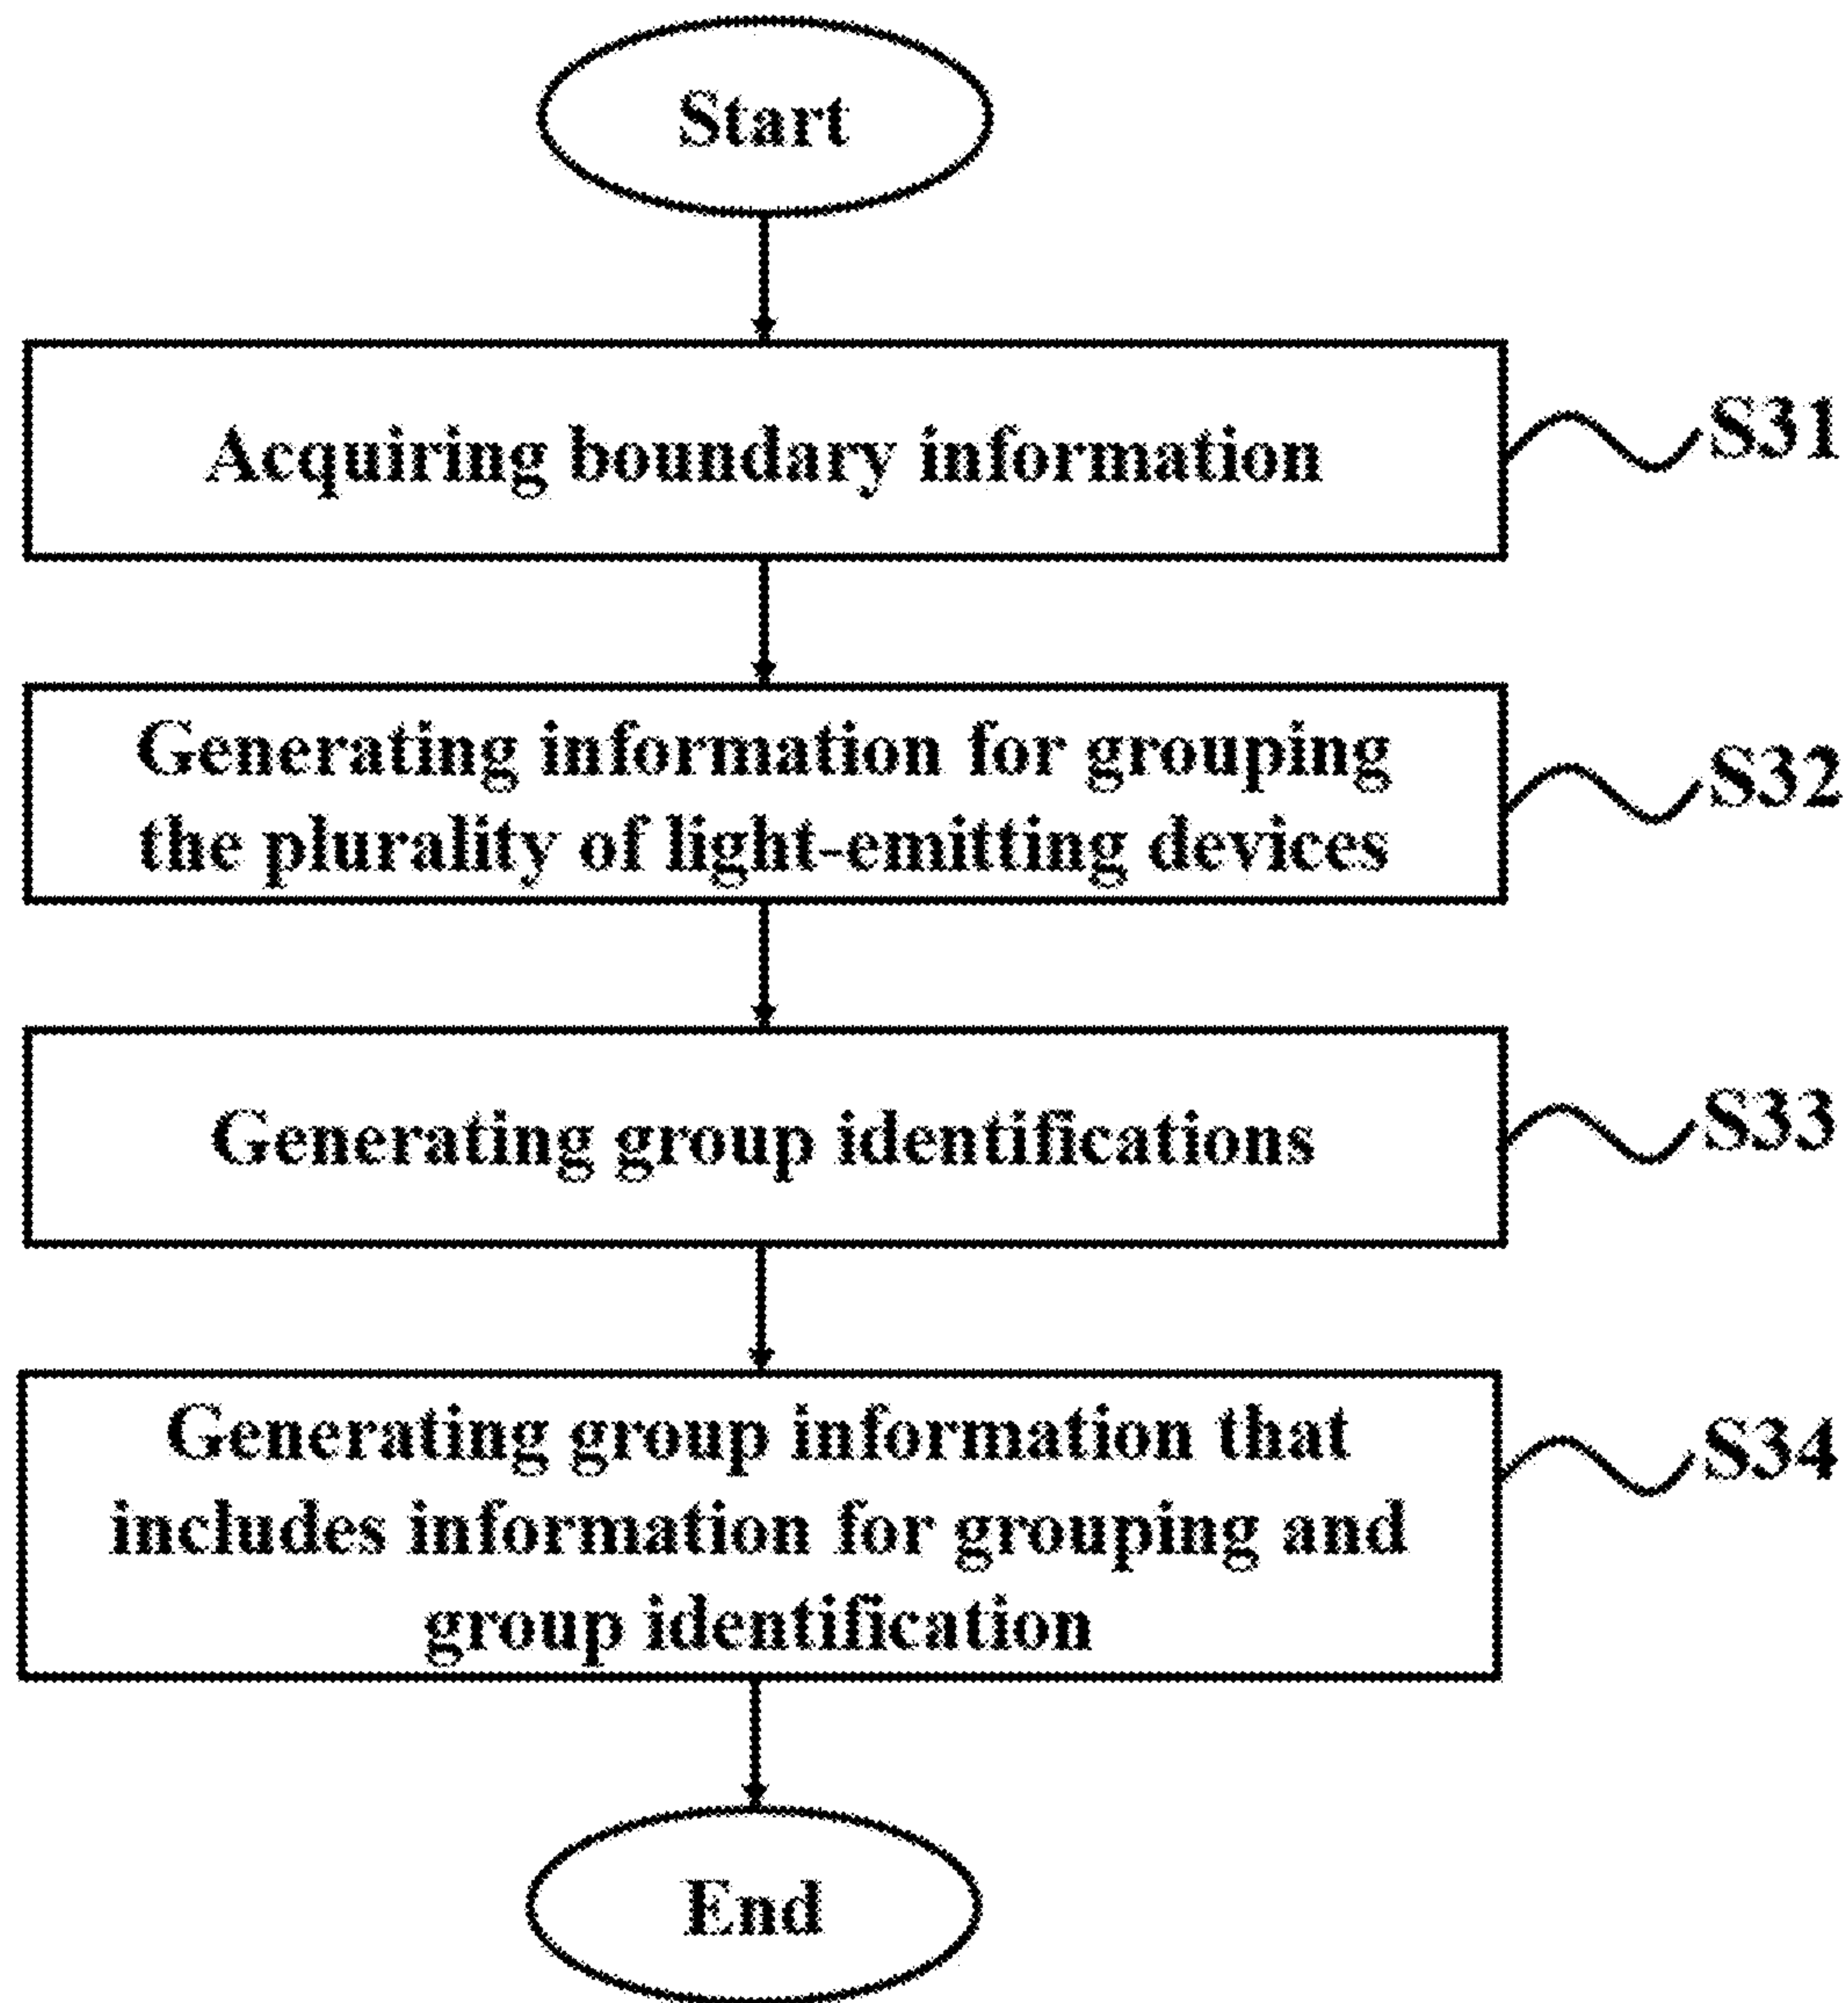 Start
Acquiring boundary information
S31
Generating information for grouping
the plurality of light-emitting devices
S32
Generating group identifications
S33
Generating group information that
includes information for grouping and
group identification
S34
End